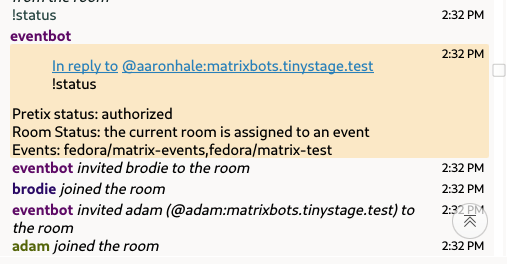 !status 2:32 PM
eventbot
2:32 PM
In reply to @aaronhale:matrixbots.tinystage.test
!status
Pretix status: authorized
Room Status: the current room is assigned to an event
Events: fedora/matrix-events,fedora/matrix-test
eventbot invited brodie to the room 2:32 PM
brodie joined the room 2:32 PM
eventbot invited adam (@adam:matrixbots.tinystage.test) to 2:32 PM
the room
adam joined the room 2:32 PM